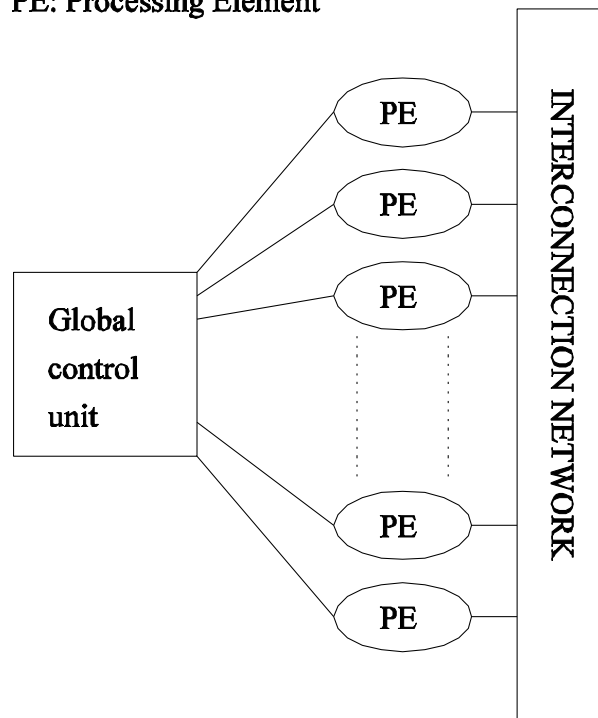 PE: Processing Element
PE
PE
PE
Global
control
unit
PE
PE
INTERCONNECTION NETWORK